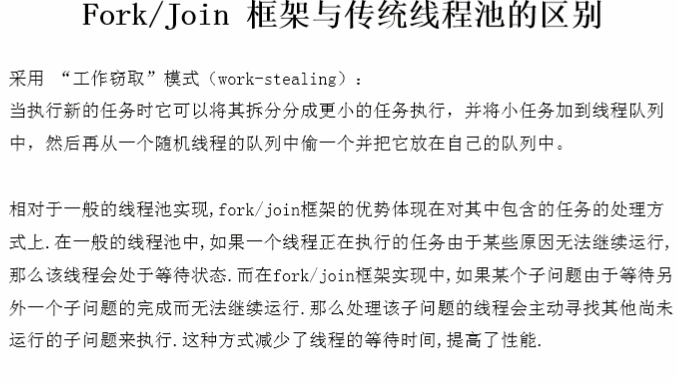 Fork/Join 框架与传统线程池的区别
采用 “工作窃取”模式（work-stealing）：
当执行新的任务时它可以将其拆分分成更小的任务执行，并将小任务加到线程队列
中，然后再从一个随机线程的队列中偷一个并把它放在自己的队列中。
相对于一般的线程池实现,fork/join框架的优势体现在对其中包含的任务的处理方
式上.在一般的线程池中,如果一个线程正在执行的任务由于某些原因无法继续运行,
那么该线程会处于等待状态.而在fork/join框架实现中,如果某个子问题由于等待另
外一个子问题的完成而无法继续运行.那么处理该子问题的线程会主动寻找其他尚未
运行的子问题来执行.这种方式减少了线程的等待时间,提高了性能.